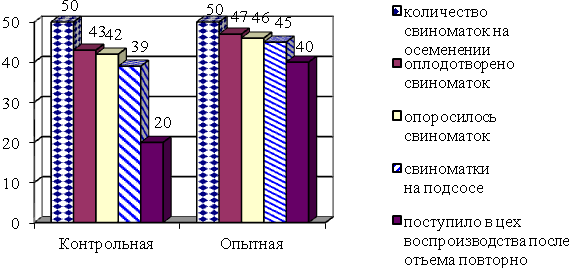 50
40
30
20
10
0
50
43
42
39
20
50
47
46
45
40
Контрольная
Опытная
количество
свиноматок на
осеменении
оплодотворено
свиноматок
опоросилось
свиноматок
свиноматки
на подсосе
поступило в цех
воспроизводства после
отъема повторно